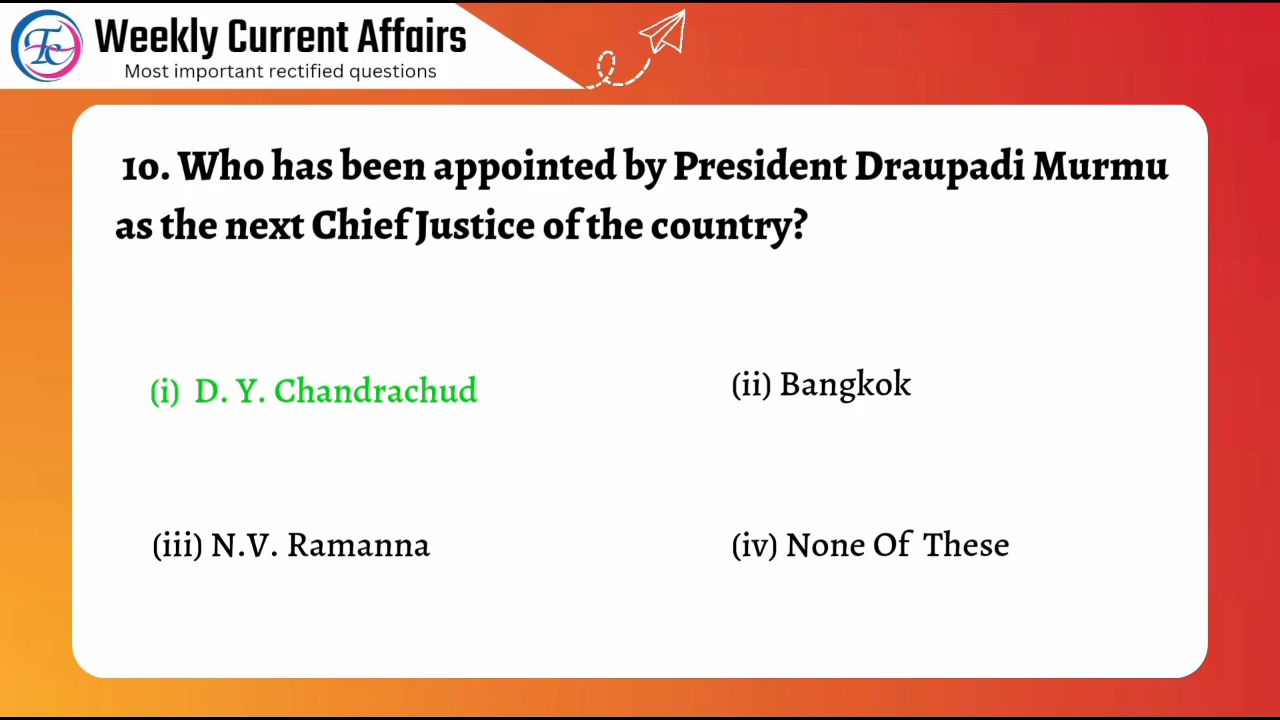 Weekly Current Affairs
Most important rectified questions
10. Who has been appointed by President Draupadi Murmu
as the next Chief Justice of the country?
(i) D. Y. Chandrachud
(ii) Bangkok
(iii) N.V. Ramanna
(iv) None Of These